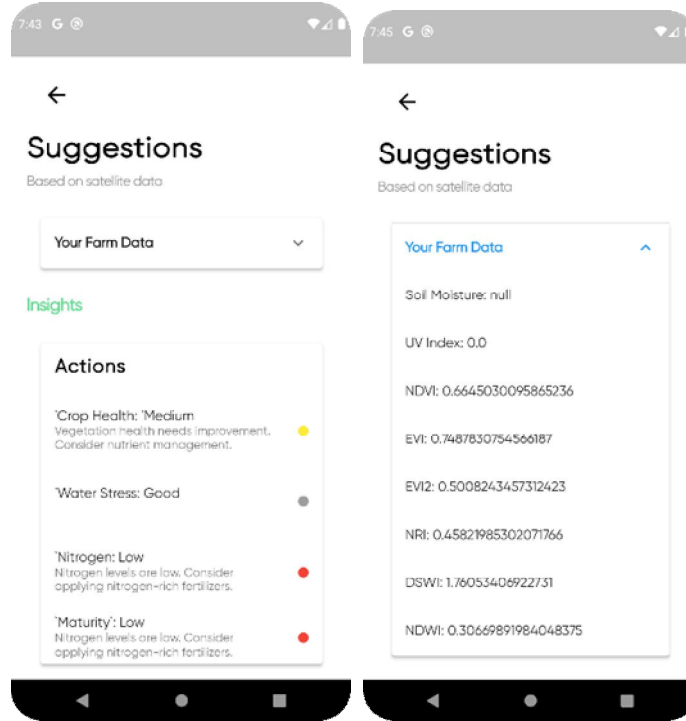 7:43 G
Suggestions
Based on satellite data
Your Farm Data
Insights
Actions
`Crop Health: `Medium
Vegetation health needs improvement.
Consider nutrient management.
`Water Stress: Good
`Nitrogen: Low
Nitrogen levels are low. Consider
applying nitrogen-rich fertilizers.
`Maturity`: Low
Nitrogen levels are low. Consider
applying nitrogen-rich fertilizers.
7:45 G
Suggestions
Based on satellite data
Your Farm Data
Soil Moisture: null
UV Index: 0.0
NDVI: 0.6645030095865236
EVI: 0.7487830754566187
EVI2: 0.5008243457312423
NRI: 0.45821985302071766
DSWI: 1.76053406922731
NDWI: 0.30669891984048375